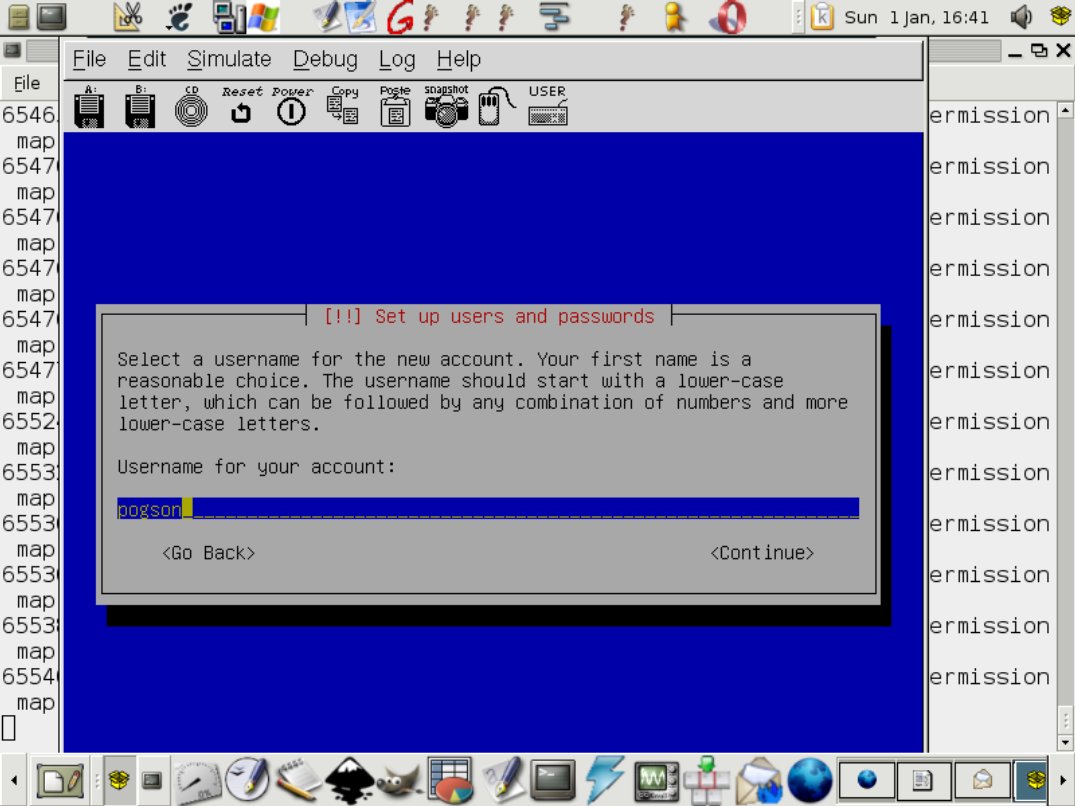 Sun 1 Jan, 16:41
File Edit Simulate Debug Log Help
A: B: CD Reset Power Copy Paste snapshot USER
File
6546 ermission
map
6547 ermission
map
6547 ermission
map
6547 ermission
map
6547 ermission
map
6547 ermission
map
6552 ermission
map
6553 ermission
map
6553 ermission
map
6553 ermission
map
6553 ermission
map
6554 ermission
map
[!!] Set up users and passwords
Select a username for the new account. Your first name is a
reasonable choice. The username should start with a lower-case
letter, which can be followed by any combination of numbers and more
lower-case letters.
Username for your account:
pogson
<Go Back> <Continue>
0%